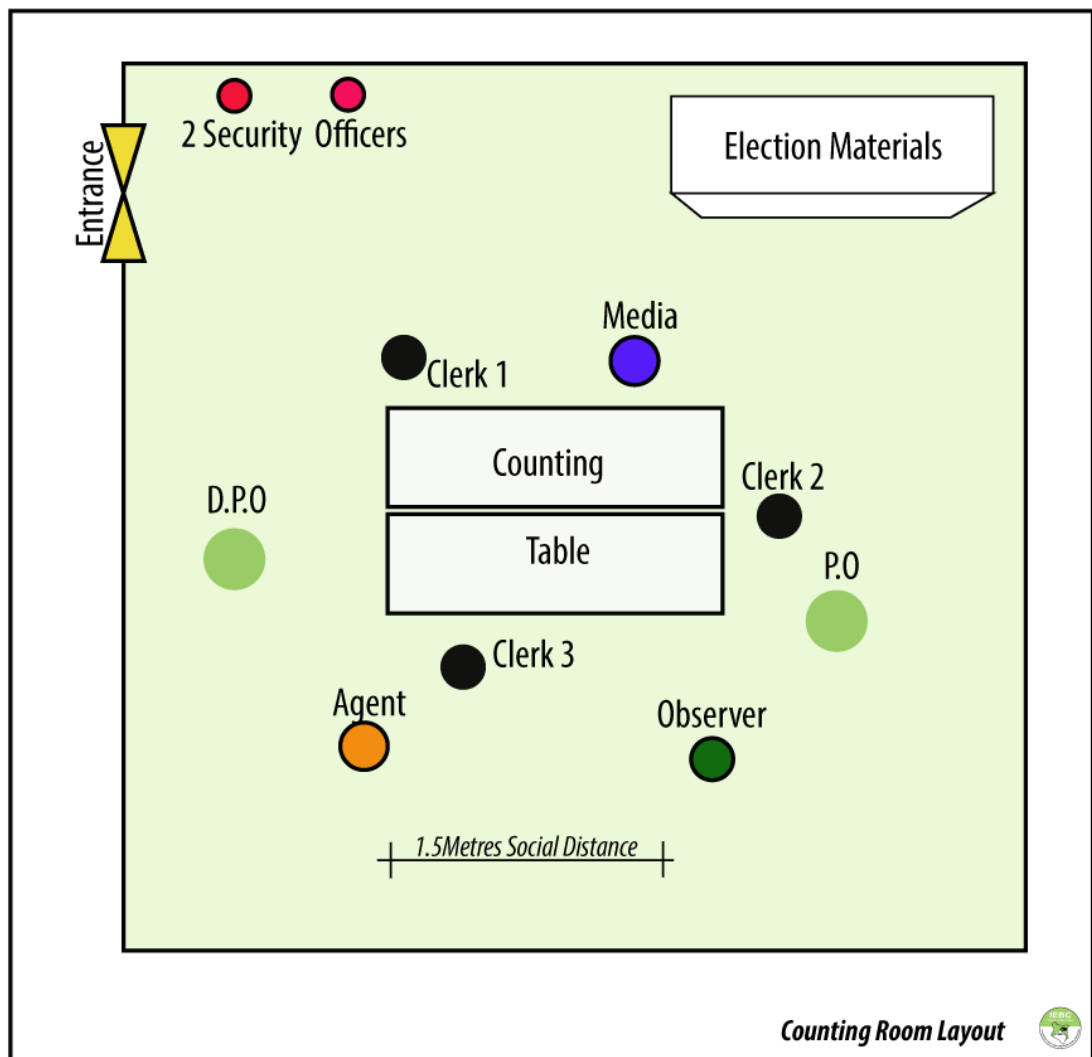 2 Security Officers
Entrance
Election Materials
Media
Clerk 1
Counting
Clerk 2
D.P.O
Table
P.O
Clerk 3
Agent
Observer
1.5Metres Social Distance
Counting Room Layout
IEBC